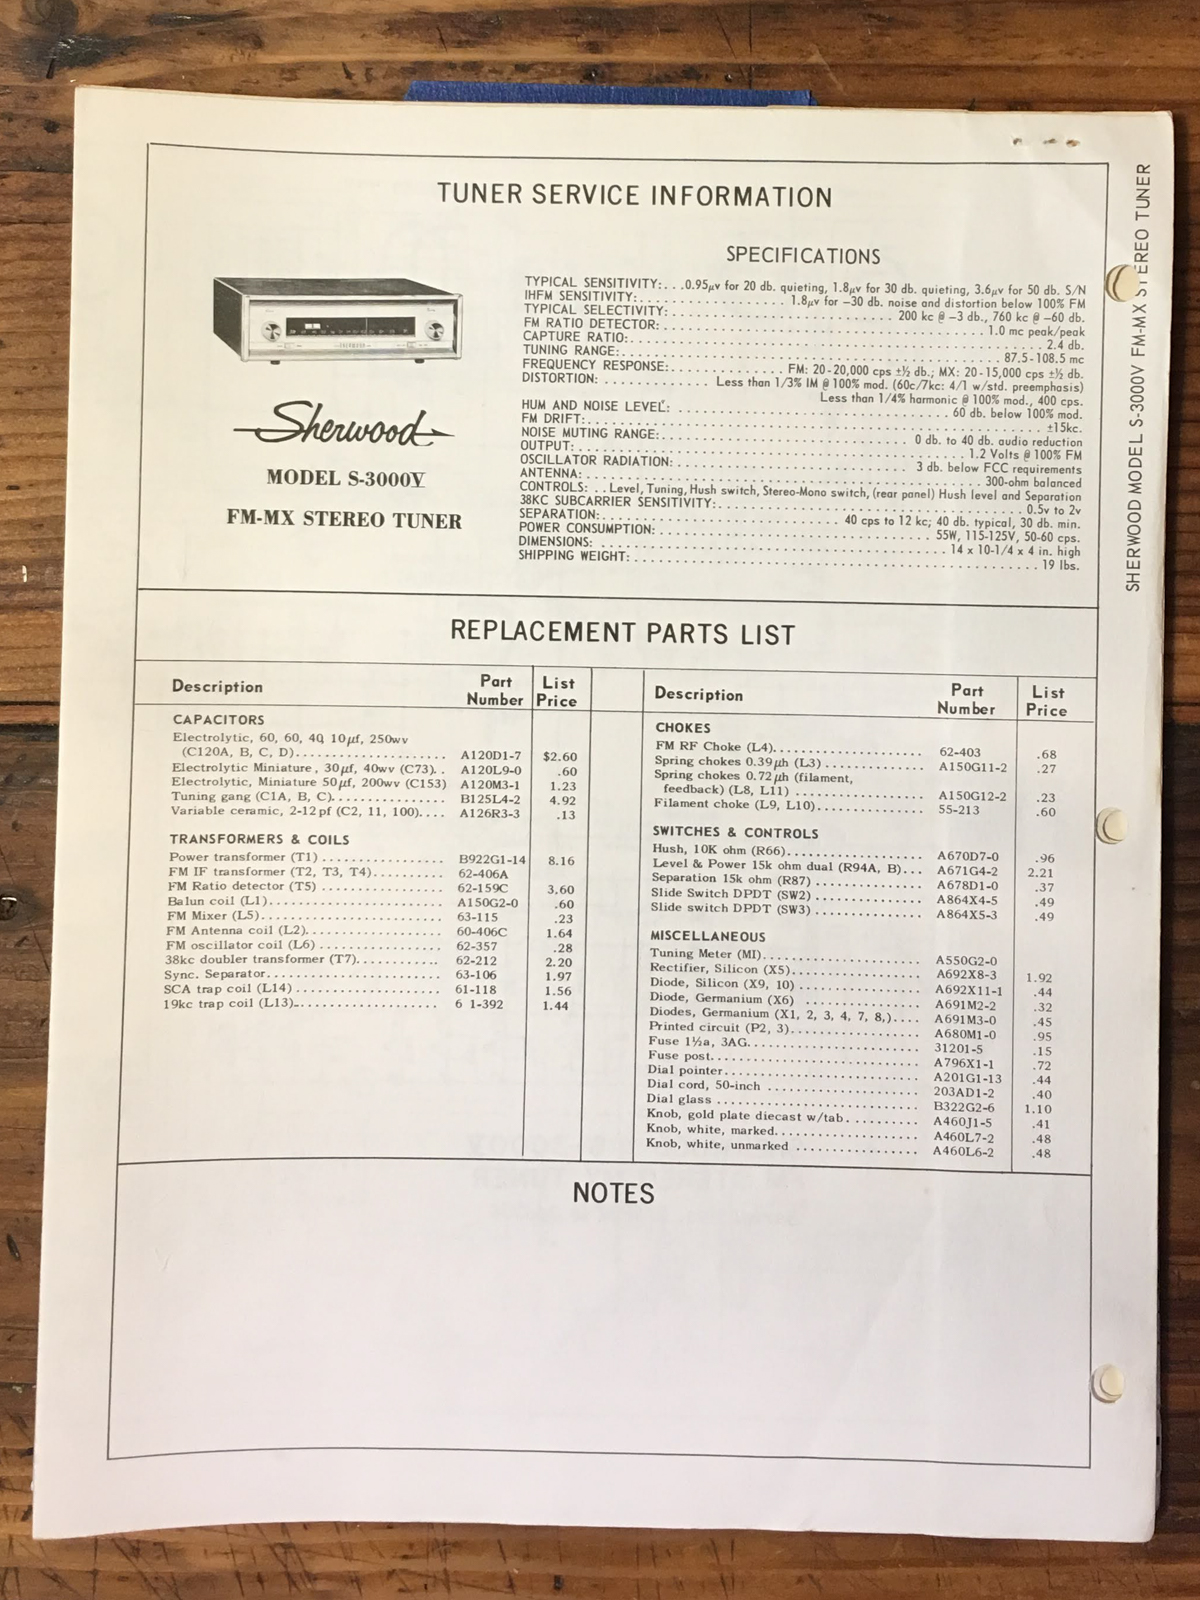 TUNER SERVICE INFORMATION
SPECIFICATIONS
TYPICAL SENSITIVITY:...0.95µv for 20 db. quieting, 1.8µv for 30 db. quieting, 3.6µv for 50 db. S/N
IHFM SENSITIVITY:..................1.8µv for -30 db. noise and distortion below 100% FM
TYPICAL SELECTIVITY:..................200 kc @ -3 db., 760 kc @ -60 db.
FM RATIO DETECTOR:..................1.0 mc peak/peak
CAPTURE RATIO:..................2.4 db.
TUNING RANGE:..................87.5-108.5 mc
FREQUENCY RESPONSE:..................FM: 20-20,000 cps ±½ db.; MX: 20-15,000 cps ±½ db.
DISTORTION:..................Less than 1/3% IM @ 100% mod. (60c/7kc: 4/1 w/std. preemphasis)
Less than 1/4% harmonic @ 100% mod., 400 cps.
HUM AND NOISE LEVEL:..................60 db. below 100% mod.
FM DRIFT:..................±15kc.
NOISE MUTING RANGE:..................0 db. to 40 db. audio reduction
OUTPUT:..................1.2 Volts @ 100% FM
OSCILLATOR RADIATION:..................3 db. below FCC requirements
ANTENNA:..................300-ohm balanced
CONTROLS:...Level, Tuning, Hush switch, Stereo-Mono switch, (rear panel) Hush level and Separation
38KC SUBCARRIER SENSITIVITY:..................0.5v to 2v
SEPARATION:..................40 cps to 12 kc; 40 db. typical, 30 db. min.
POWER CONSUMPTION:..................55W, 115-125V, 50-60 cps.
DIMENSIONS:..................14 x 10-1/4 x 4 in. high
SHIPPING WEIGHT:..................19 lbs.
Sherwood
MODEL S-3000V
FM-MX STEREO TUNER
SHERWOOD MODEL S-3000V FM-MX STEREO TUNER
REPLACEMENT PARTS LIST
Description Part Number List Price
CAPACITORS
Electrolytic, 60, 60, 40, 10µf, 250wv
(C120A, B, C, D)........ A120D1-7 $2.60
Electrolytic Miniature, 30µf, 40wv (C73).. A120L9-0 .60
Electrolytic, Miniature 50µf, 200wv (C153) A120M3-1 1.23
Tuning gang (C1A, B, C)........ B125L4-2 4.92
Variable ceramic, 2-12pf (C2, 11, 100).... A126R3-3 .13
TRANSFORMERS & COILS
Power transformer (T1)........ B922G1-14 8.16
FM IF transformer (T2, T3, T4)........ 62-406A
FM Ratio detector (T5)........ 62-159C 3.60
Balun coil (L1)........ A150G2-0 .60
FM Mixer (L5)........ 63-115 .23
FM Antenna coil (L2)........ 60-406C 1.64
FM oscillator coil (L6)........ 62-357 .28
38kc doubler transformer (T7)........ 62-212 2.20
Sync. Separator........ 63-106 1.97
SCA trap coil (L14)........ 61-118 1.56
19kc trap coil (L13)........ 6 1-392 1.44
Description Part Number List Price
CHOKES
FM RF Choke (L4)........ 62-403 .68
Spring chokes 0.39µh (L3)........ A150G11-2 .27
Spring chokes 0.72µh (filament,
feedback) (L8, L11)........ A150G12-2 .23
Filament choke (L9, L10)........ 55-213 .60
SWITCHES & CONTROLS
Hush, 10K ohm (R66)........ A670D7-0 .96
Level & Power 15k ohm dual (R94A, B)... A671G4-2 2.21
Separation 15k ohm (R87)........ A678D1-0 .37
Slide Switch DPDT (SW2)........ A864X4-5 .49
Slide switch DPDT (SW3)........ A864X5-3 .49
MISCELLANEOUS
Tuning Meter (MI)........ A550G2-0
Rectifier, Silicon (X5)........ A692X8-3 1.92
Diode, Silicon (X9, 10)........ A692X11-1 .44
Diode, Germanium (X6)........ A691M2-2 .32
Diodes, Germanium (X1, 2, 3, 4, 7, 8,).... A691M3-0 .45
Printed circuit (P2, 3)........ A680M1-0 .95
Fuse 1½a, 3AG........ 31201-5 .15
Fuse post........ A796X1-1 .72
Dial pointer........ A201G1-13 .44
Dial cord, 50-inch........ 203AD1-2 .40
Dial glass........ B322G2-6 1.10
Knob, gold plate diecast w/tab........ A460J1-5 .41
Knob, white, marked........ A460L7-2 .48
Knob, white, unmarked........ A460L6-2 .48
NOTES